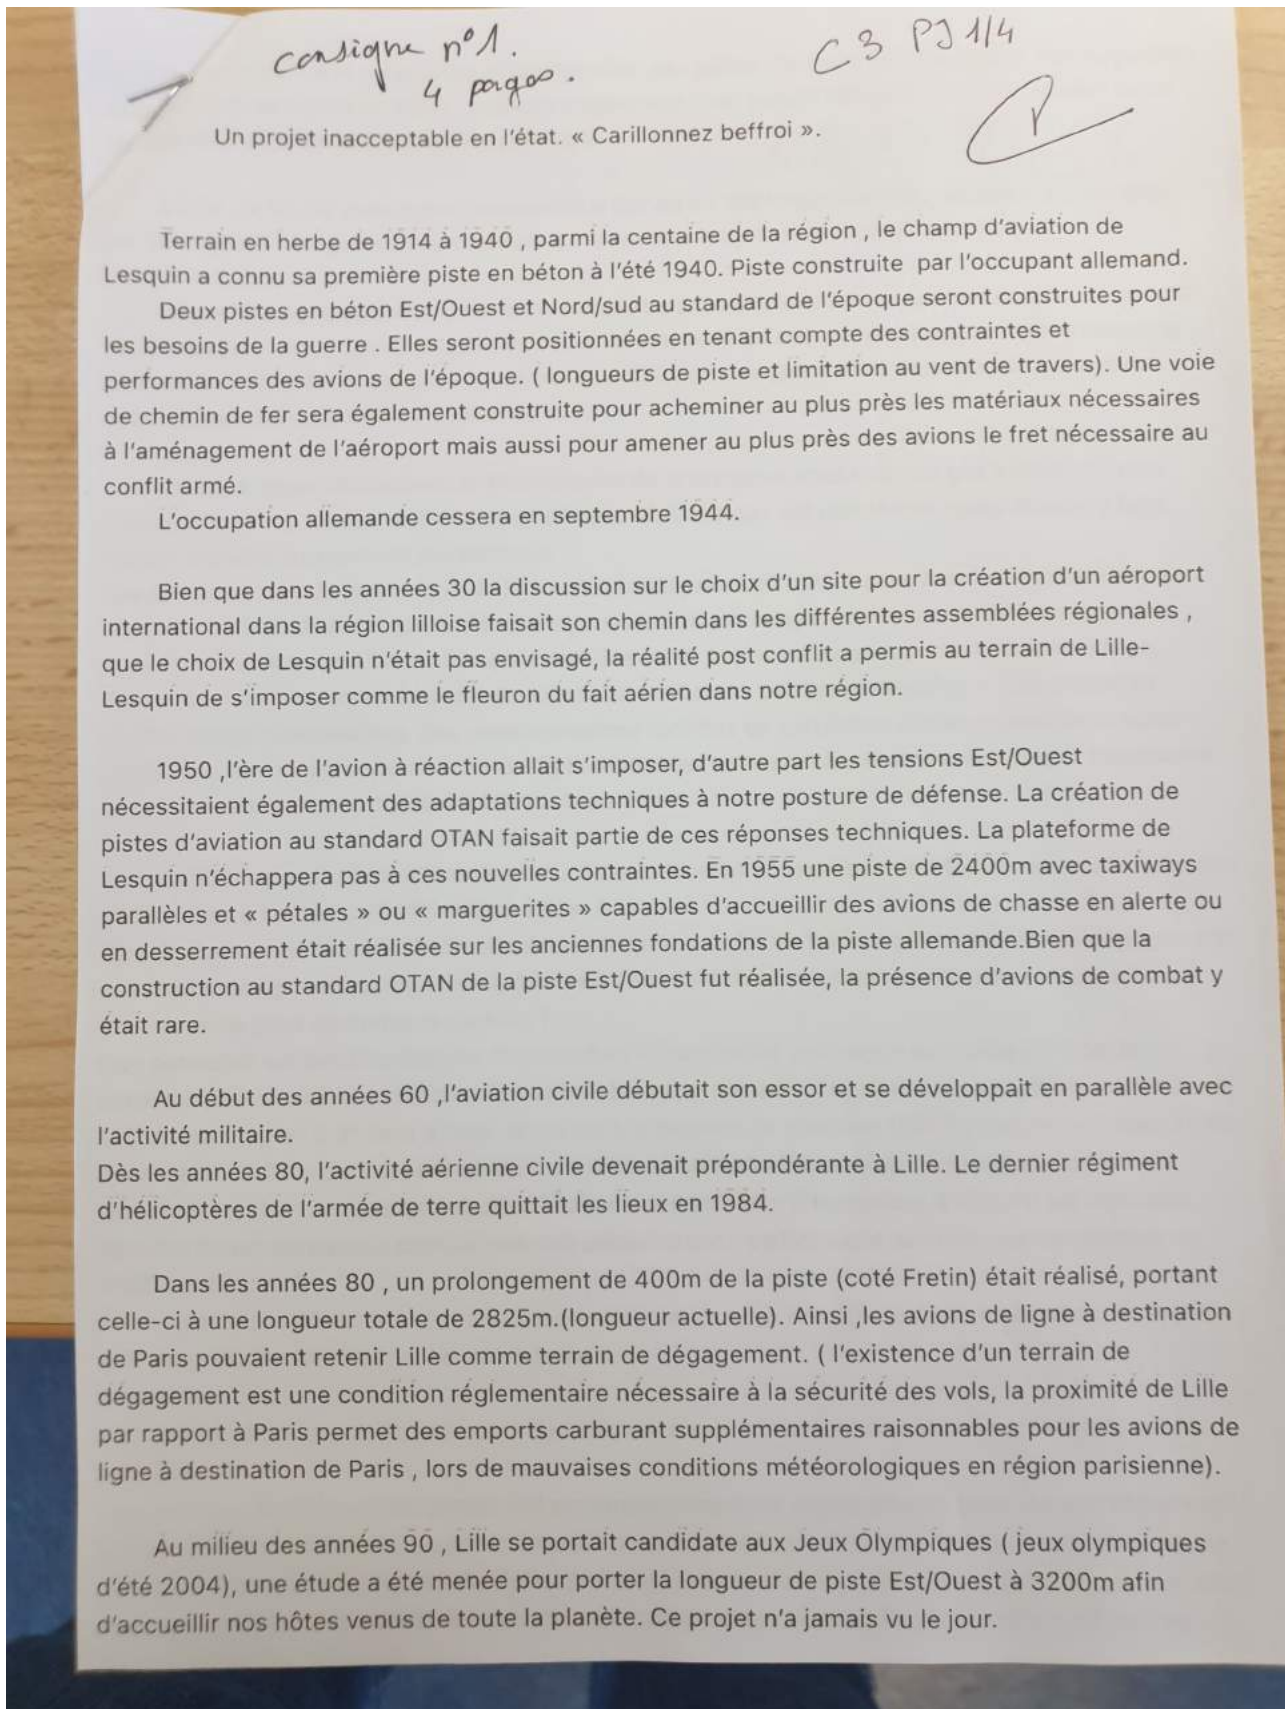 consigne n°1.
4 pages.
C3 PJ 1/4
Un projet inacceptable en l'état. « Carillonnez beffroi ».
Terrain en herbe de 1914 à 1940 , parmi la centaine de la région , le champ d'aviation de
Lesquin a connu sa première piste en béton à l'été 1940. Piste construite par l'occupant allemand.
Deux pistes en béton Est/Ouest et Nord/sud au standard de l'époque seront construites pour
les besoins de la guerre . Elles seront positionnées en tenant compte des contraintes et
performances des avions de l'époque. ( longueurs de piste et limitation au vent de travers). Une voie
de chemin de fer sera également construite pour acheminer au plus près les matériaux nécessaires
à l'aménagement de l'aéroport mais aussi pour amener au plus près des avions le fret nécessaire au
conflit armé.
L'occupation allemande cessera en septembre 1944.
Bien que dans les années 30 la discussion sur le choix d'un site pour la création d'un aéroport
international dans la région lilloise faisait son chemin dans les différentes assemblées régionales ,
que le choix de Lesquin n'était pas envisagé, la réalité post conflit a permis au terrain de Lille-
Lesquin de s'imposer comme le fleuron du fait aérien dans notre région.
1950 ,l'ère de l'avion à réaction allait s'imposer, d'autre part les tensions Est/Ouest
nécessitaient également des adaptations techniques à notre posture de défense. La création de
pistes d'aviation au standard OTAN faisait partie de ces réponses techniques. La plateforme de
Lesquin n'échappera pas à ces nouvelles contraintes. En 1955 une piste de 2400m avec taxiways
parallèles et « pétales » ou « marguerites » capables d'accueillir des avions de chasse en alerte ou
en desserrement était réalisée sur les anciennes fondations de la piste allemande.Bien que la
construction au standard OTAN de la piste Est/Ouest fut réalisée, la présence d'avions de combat y
était rare.
Au début des années 60 ,l'aviation civile débutait son essor et se développait en parallèle avec
l'activité militaire.
Dès les années 80, l'activité aérienne civile devenait prépondérante à Lille. Le dernier régiment
d'hélicoptères de l'armée de terre quittait les lieux en 1984.
Dans les années 80 , un prolongement de 400m de la piste (coté Fretin) était réalisé, portant
celle-ci à une longueur totale de 2825m.(longueur actuelle). Ainsi ,les avions de ligne à destination
de Paris pouvaient retenir Lille comme terrain de dégagement. ( l'existence d'un terrain de
dégagement est une condition réglementaire nécessaire à la sécurité des vols, la proximité de Lille
par rapport à Paris permet des emports carburant supplémentaires raisonnables pour les avions de
ligne à destination de Paris , lors de mauvaises conditions météorologiques en région parisienne).
Au milieu des années 90 , Lille se portait candidate aux Jeux Olympiques ( jeux olympiques
d'été 2004), une étude a été menée pour porter la longueur de piste Est/Ouest à 3200m afin
d'accueillir nos hôtes venus de toute la planète. Ce projet n'a jamais vu le jour.